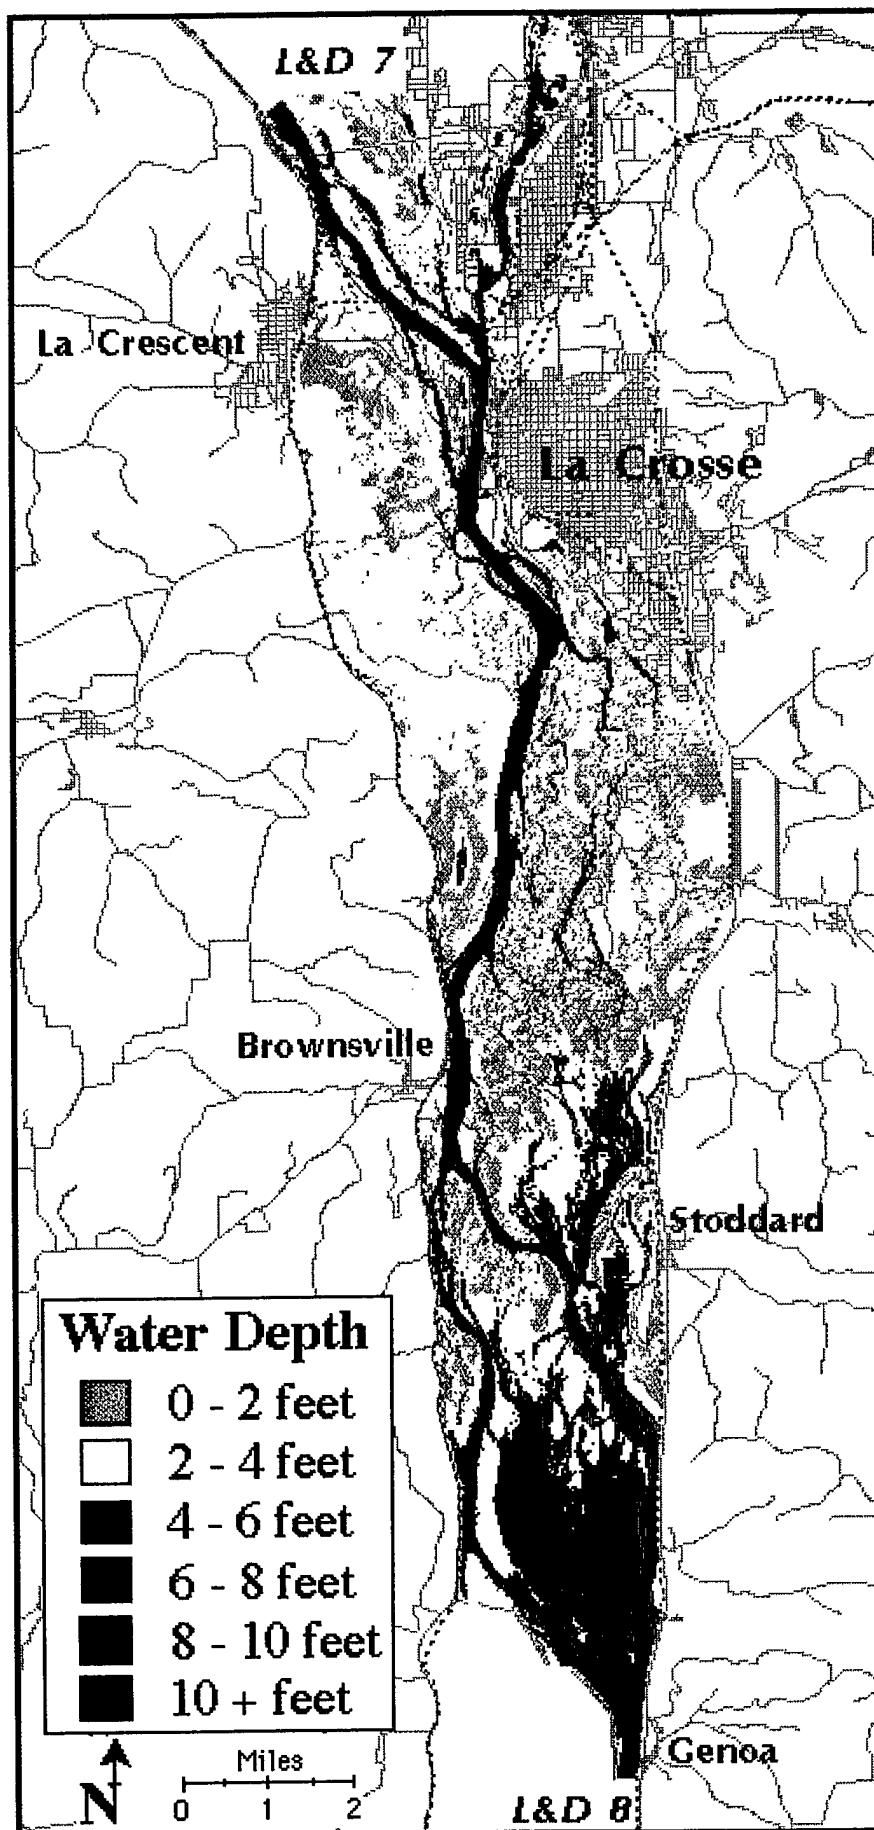 L&D 7
La Crescent
La Crosse
Brownsville
Stoddard
Water Depth
0 - 2 feet
2 - 4 feet
4 - 6 feet
6 - 8 feet
8 - 10 feet
10 + feet
Genoa
Miles
N
0 1 2
L&D 8